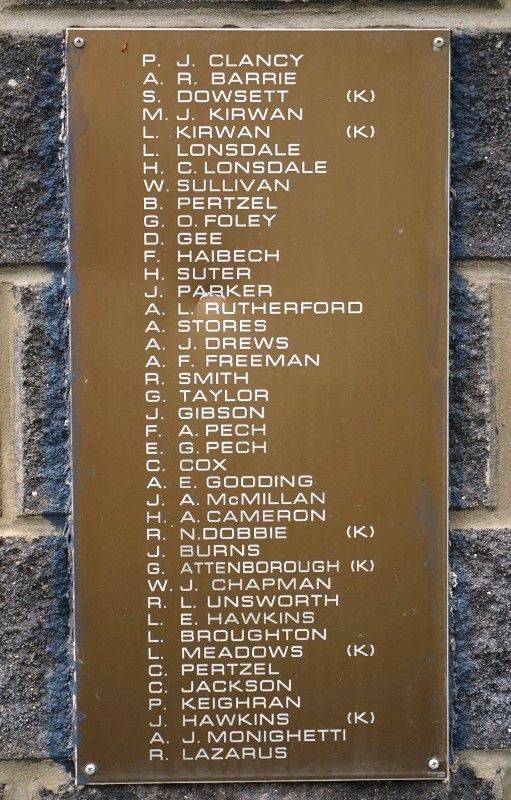 P. J. CLANCY
A. R. BARRIE
S. DOWSETT (K)
M. J. KIRWAN
L. KIRWAN (K)
L. LONSDALE
H. C. LONSDALE
W. SULLIVAN
B. PERTZEL
G. O. FOLEY
D. GEE
F. HAIBECH
H. SUTER
J. PARKER
A. L. RUTHERFORD
A. STORES
A. J. DREWS
A. F. FREEMAN
R. SMITH
G. TAYLOR
J. GIBSON
F. A. PECH
E. G. PECH
C. COX
A. E. GOODING
J. A. McMILLAN
H. A. CAMERON
R. N. DOBBIE (K)
J. BURNS
G. ATTENBOROUGH (K)
W. J. CHAPMAN
R. L. UNSWORTH
L. E. HAWKINS
L. BROUGHTON
L. MEADOWS (K)
C. PERTZEL
C. JACKSON
P. KEIGHRAN
J. HAWKINS (K)
A. J. MONIGHETTI
R. LAZARUS